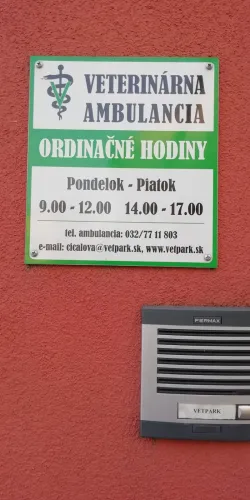 VETERINÁRNA
AMBULANCIA
ORDINAČNÉ HODINY
Pondelok - Piatok
9.00 - 12.00 14.00 - 17.00
tel. ambulancia: 032/77 11 803
e-mail: cicalova@vetpark.sk, www.vetpark.sk
FERMAX
VETPARK